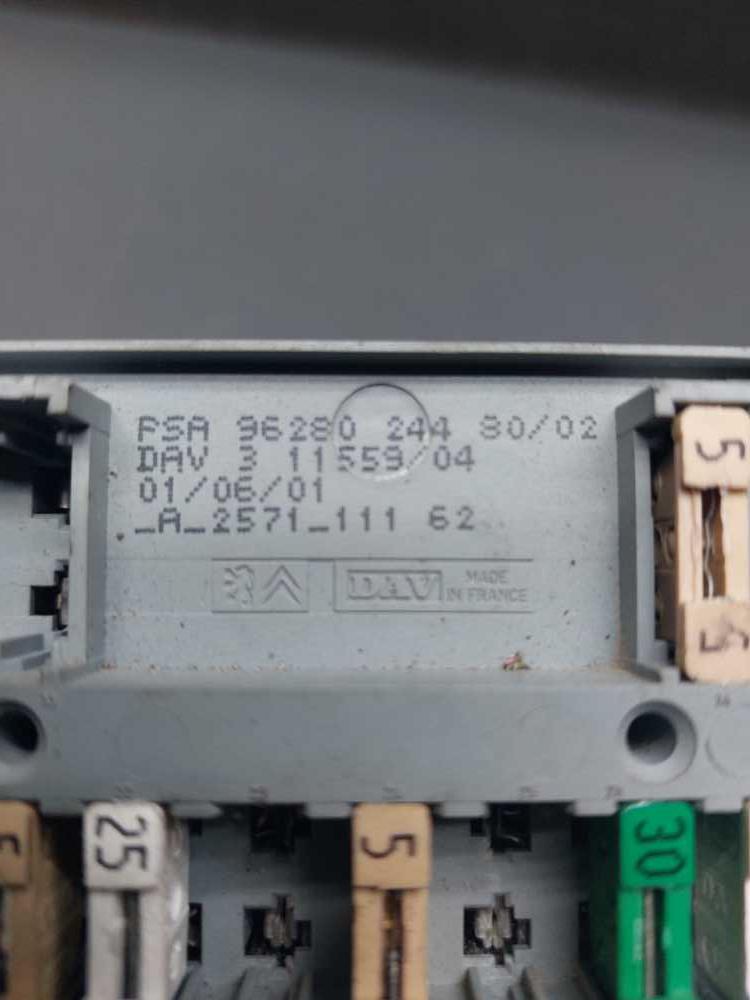 PSA 96280 244 80/02
DAV 3 11559/04
01/06/01
_A_2571_111 62
DAV MADE
IN FRANCE
5
5
25
5
30